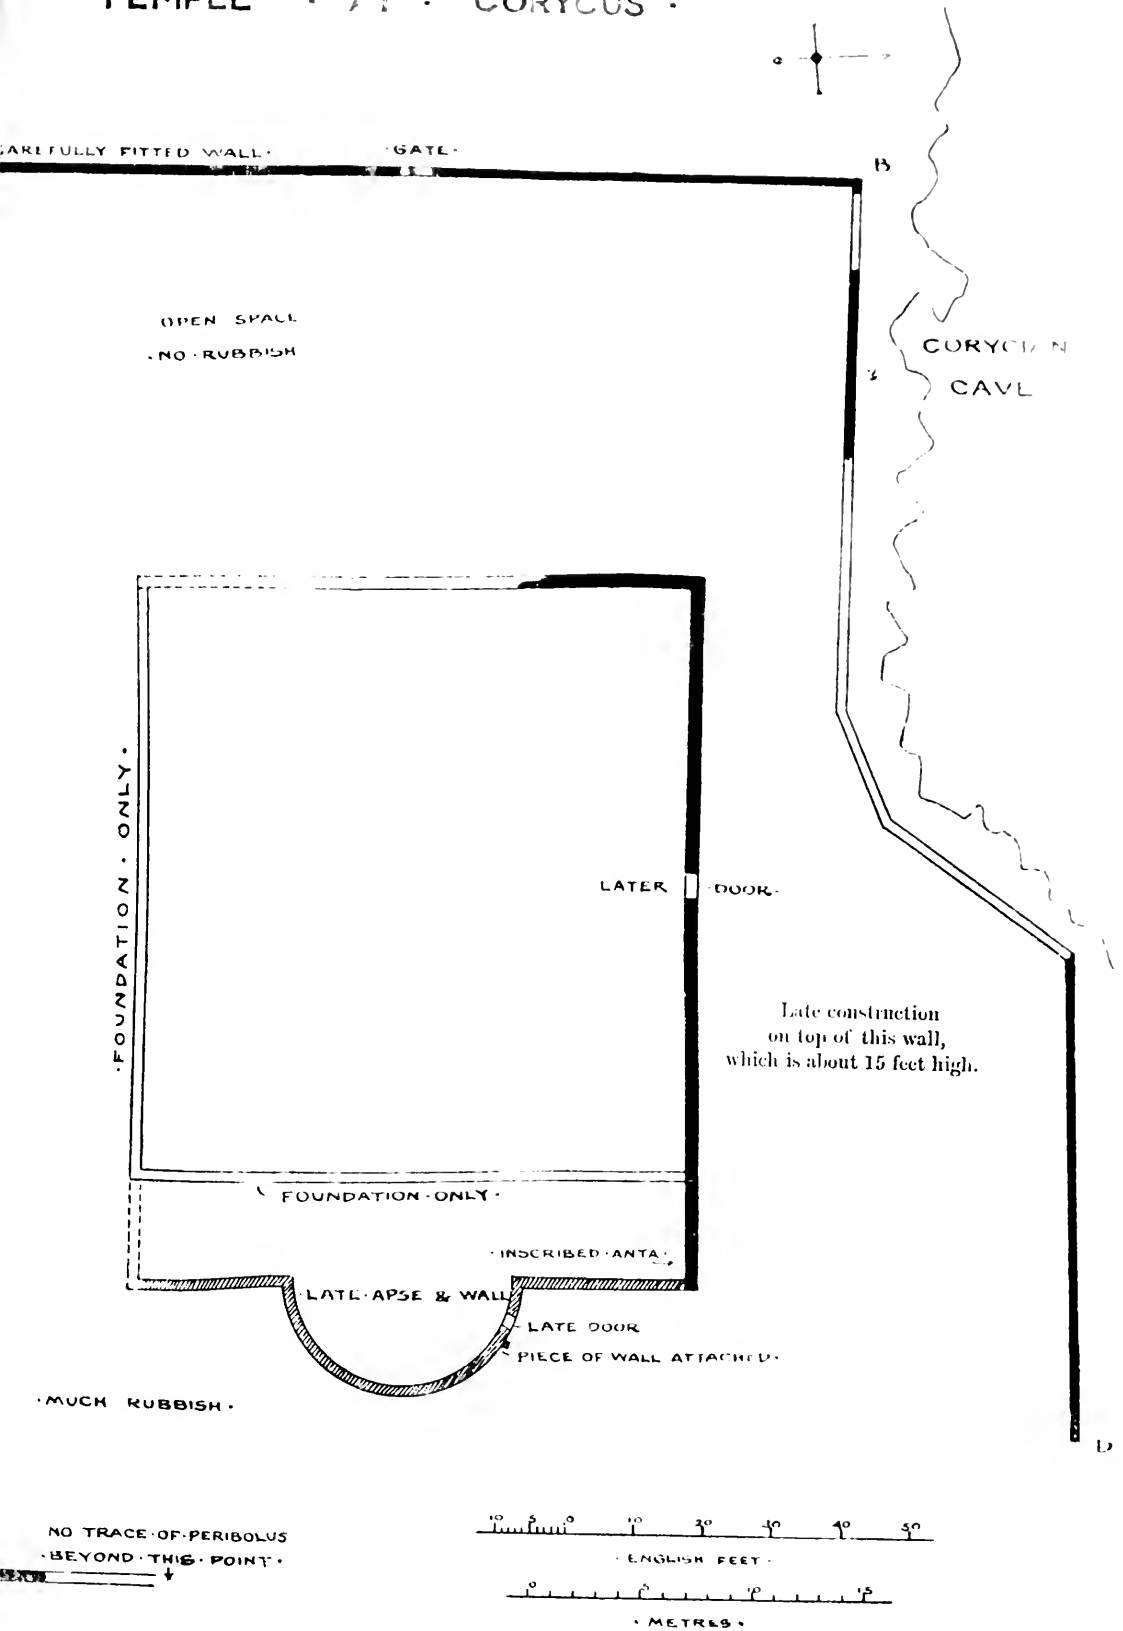 TEMPLE · AT · CORYCUS ·
CAREFULLY FITTED WALL·
·GATE·
B
OPEN SPACE
·NO·RUBBISH
CORYCIAN
CAVE
·FOUNDATION·ONLY·
LATER ·DOOR·
Late construction
on top of this wall,
which is about 15 feet high.
FOUNDATION·ONLY·
·INSCRIBED·ANTA·
·LATE·APSE & WALL
LATE DOOR
PIECE OF WALL ATTACHED·
·MUCH RUBBISH·
D
NO TRACE·OF·PERIBOLUS
·BEYOND·THIS·POINT·
10 5 0 10 20 30 40 50
·ENGLISH FEET·
0 5 10 15
·METRES·